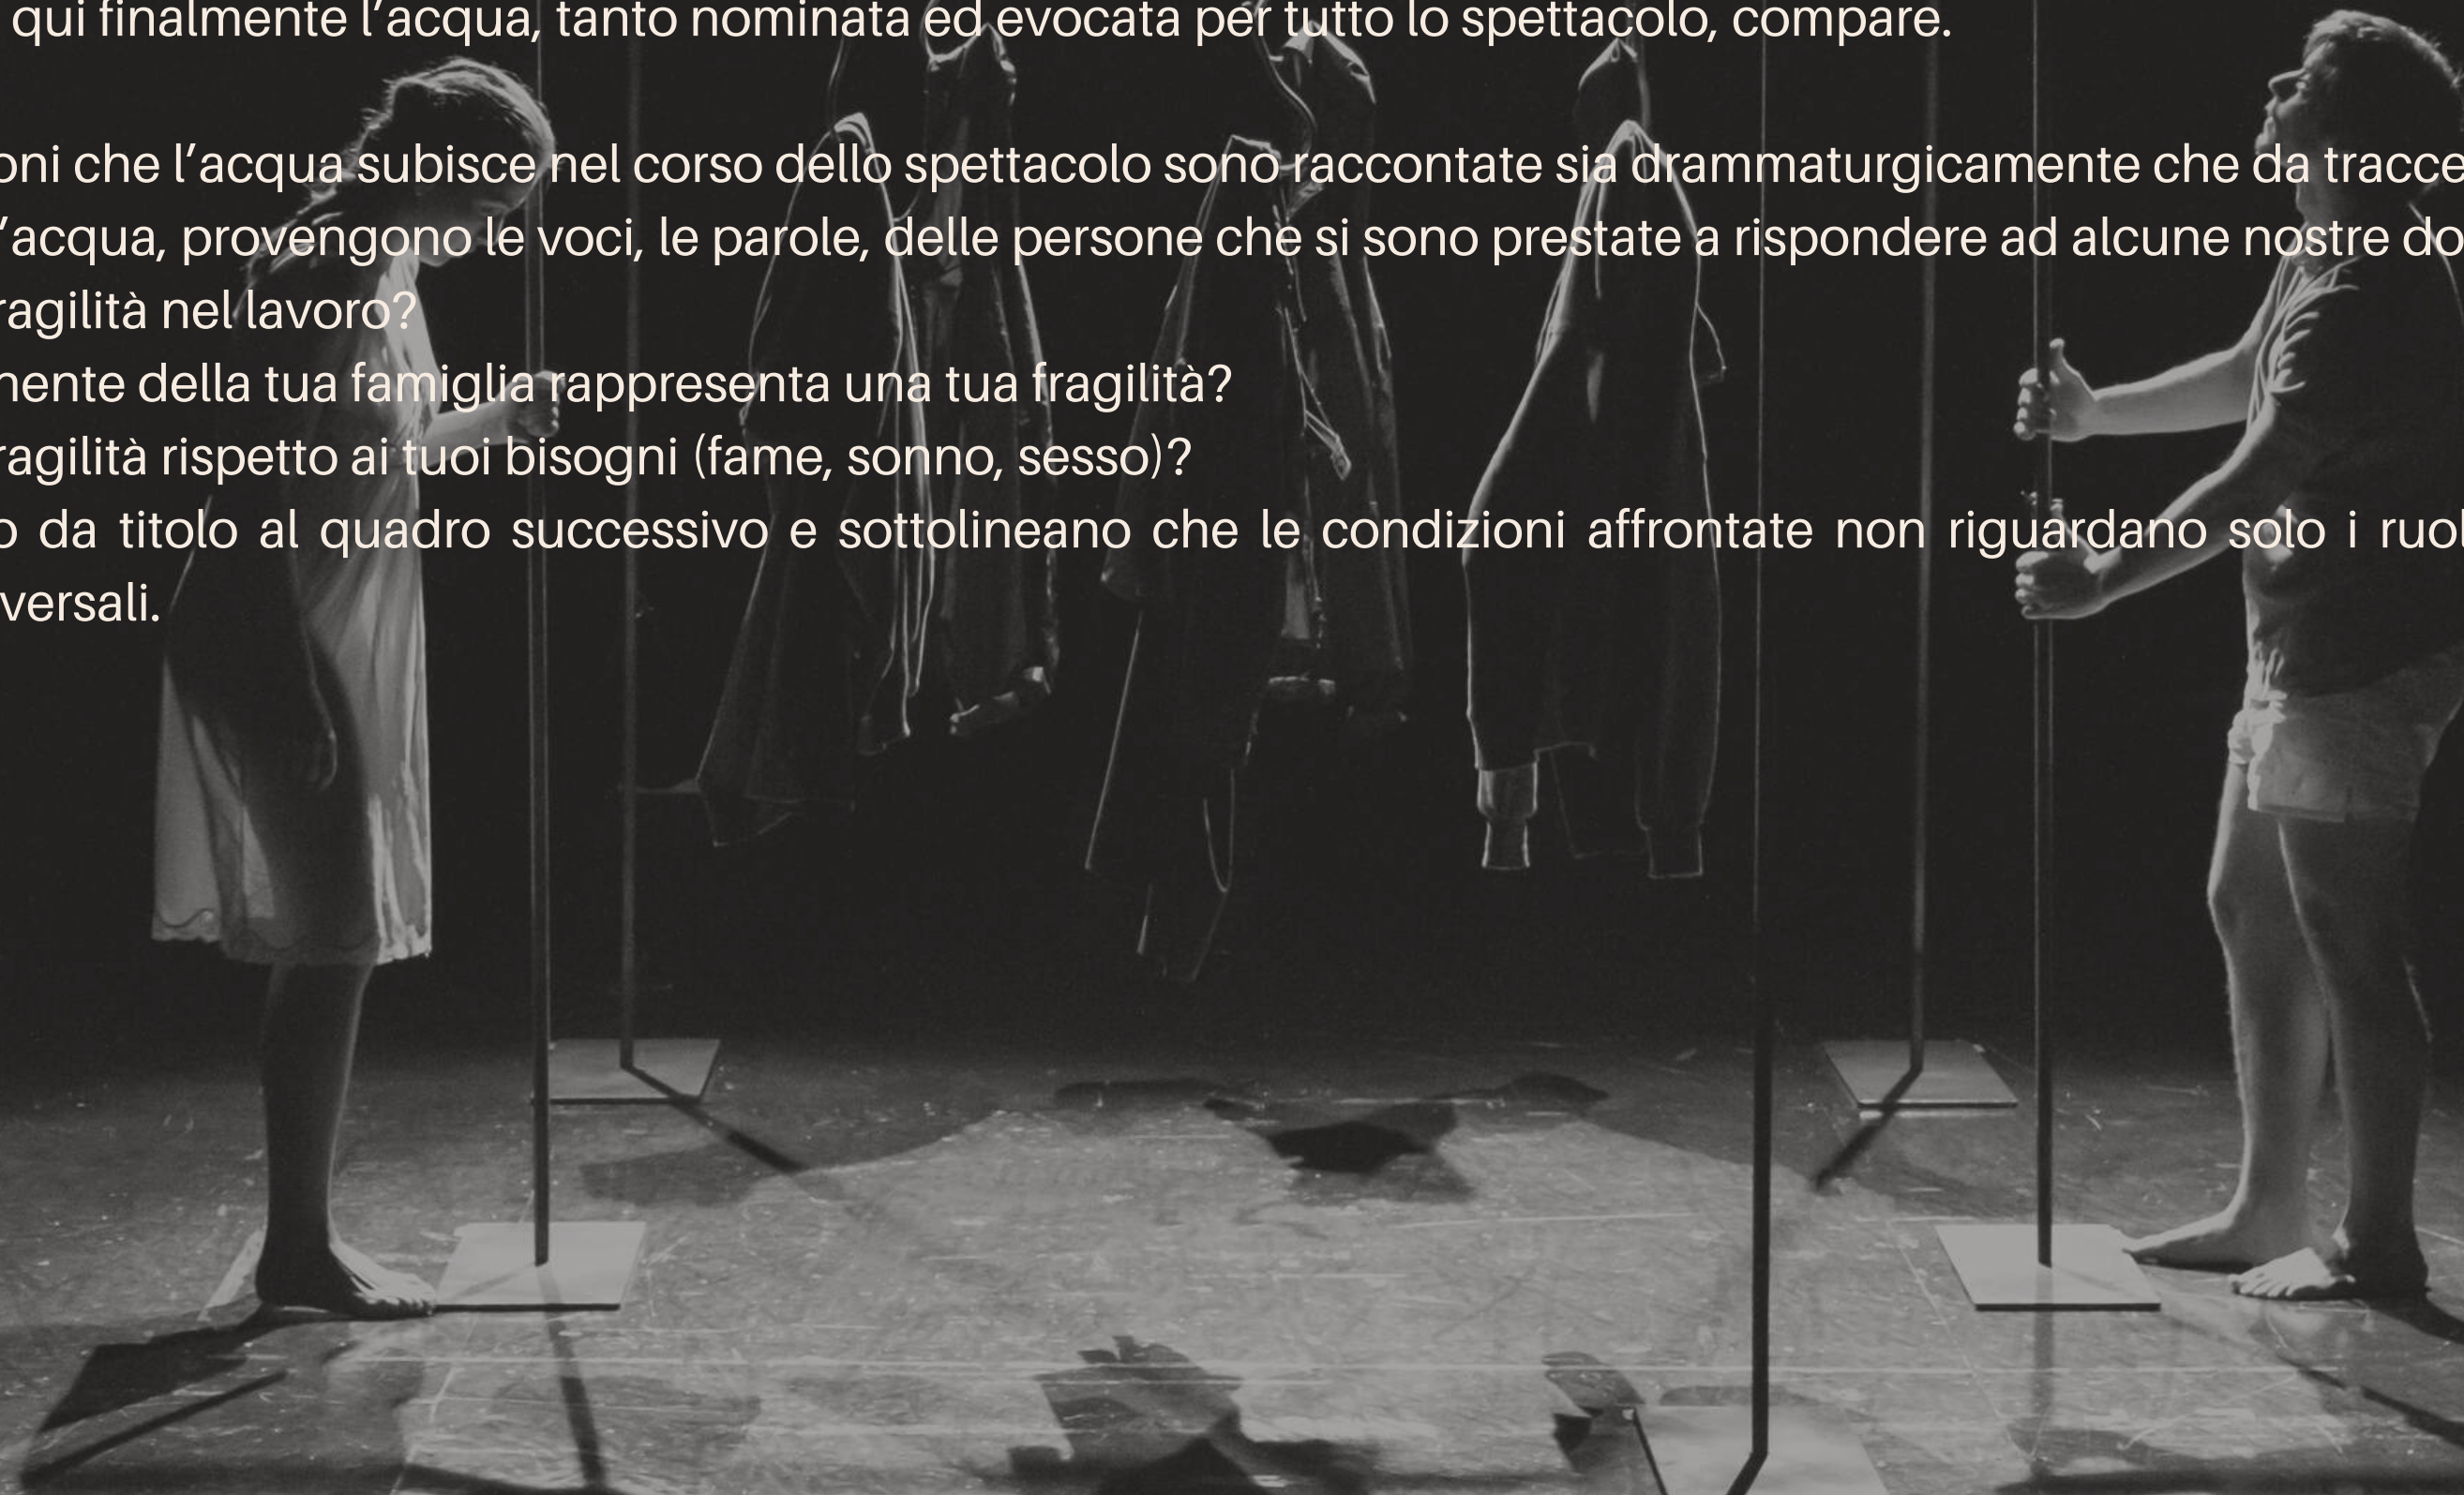 qui finalmente l’acqua, tanto nominata ed evocata per tutto lo spettacolo, compare.
oni che l’acqua subisce nel corso dello spettacolo sono raccontate sia drammaturgicamente che da tracce
’acqua, provengono le voci, le parole, delle persone che si sono prestate a rispondere ad alcune nostre do
ragilità nel lavoro?
nente della tua famiglia rappresenta una tua fragilità?
ragilità rispetto ai tuoi bisogni (fame, sonno, sesso)?
o da titolo al quadro successivo e sottolineano che le condizioni affrontate non riguardano solo i ruol
versali.